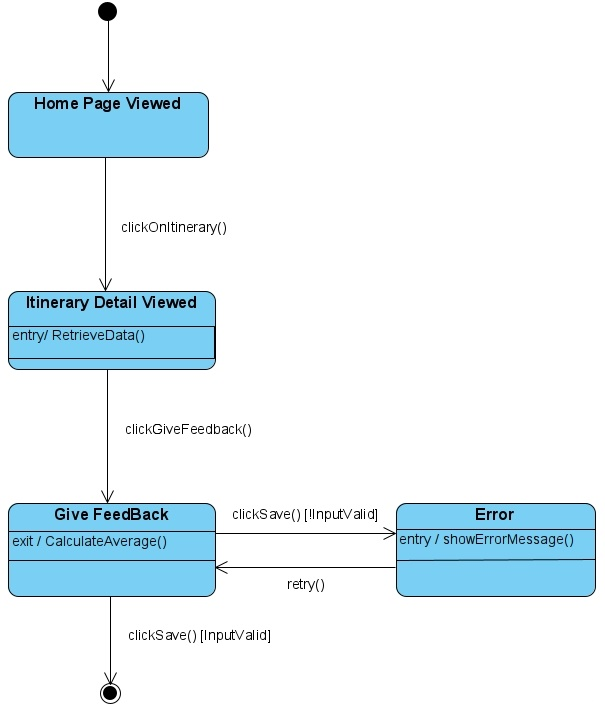 Home Page Viewed
clickOnItinerary()
Itinerary Detail Viewed
entry/ RetrieveData()
clickGiveFeedback()
Give FeedBack
exit / CalculateAverage()
clickSave() [!InputValid]
Error
entry / showErrorMessage()
retry()
clickSave() [InputValid]